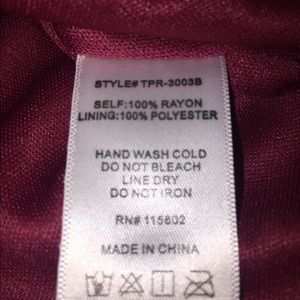 STYLE# TPR-3003B
SELF:100% RAYON
LINING:100% POLYESTER
HAND WASH COLD
DO NOT BLEACH
LINE DRY
DO NOT IRON
RN# 115602
MADE IN CHINA